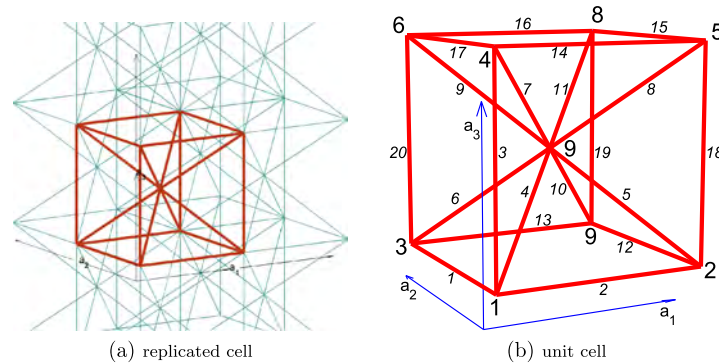 6 16 8 15 5
17 4 14
9 7 11 8
a3
a3
20 3 9 19 18
6 4 10 5
3 13 9 12 2
a2 a1
1
a2
1 2 a1
(a) replicated cell
(b) unit cell